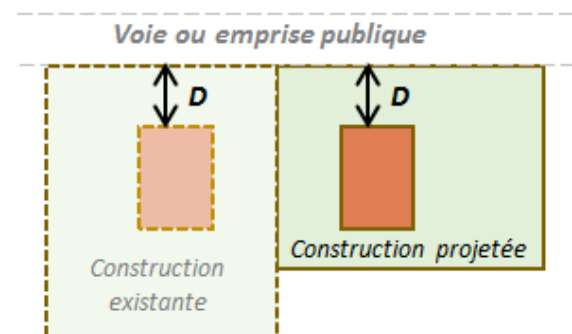 Voie ou emprise publique
D
D
Construction projetée
Construction
existante